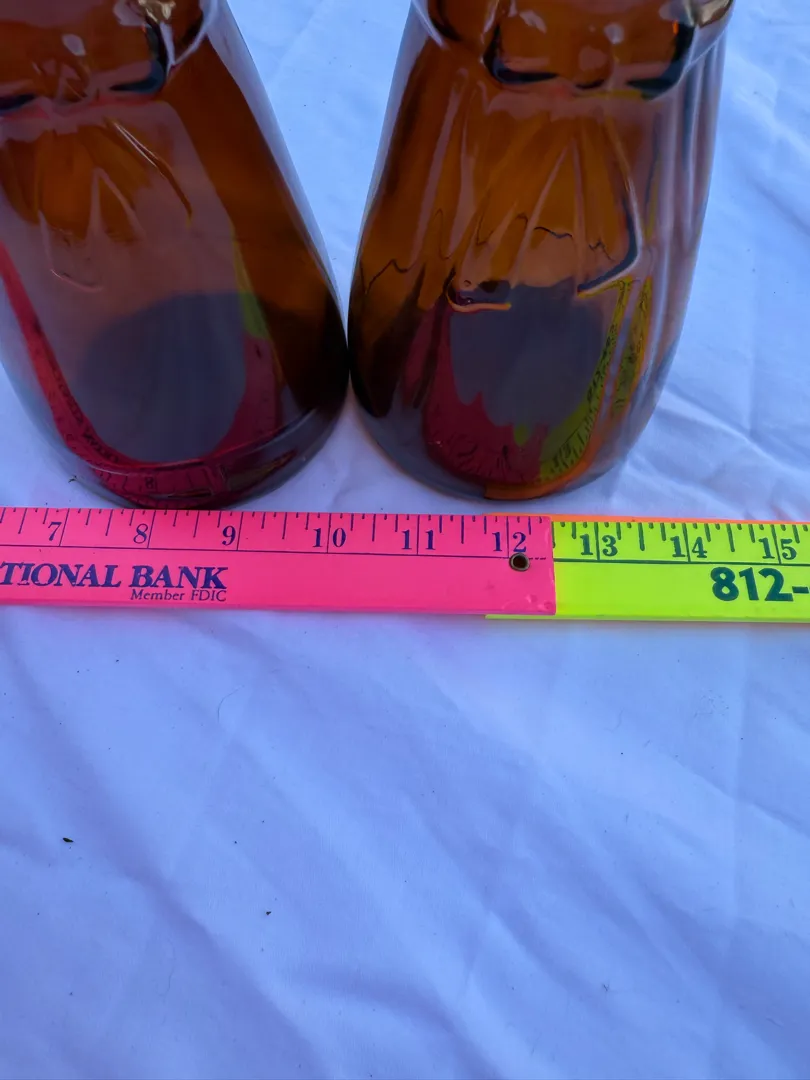 7 8 9 10 11 12 13 14 15
TIONAL BANK 812-
Member FDIC